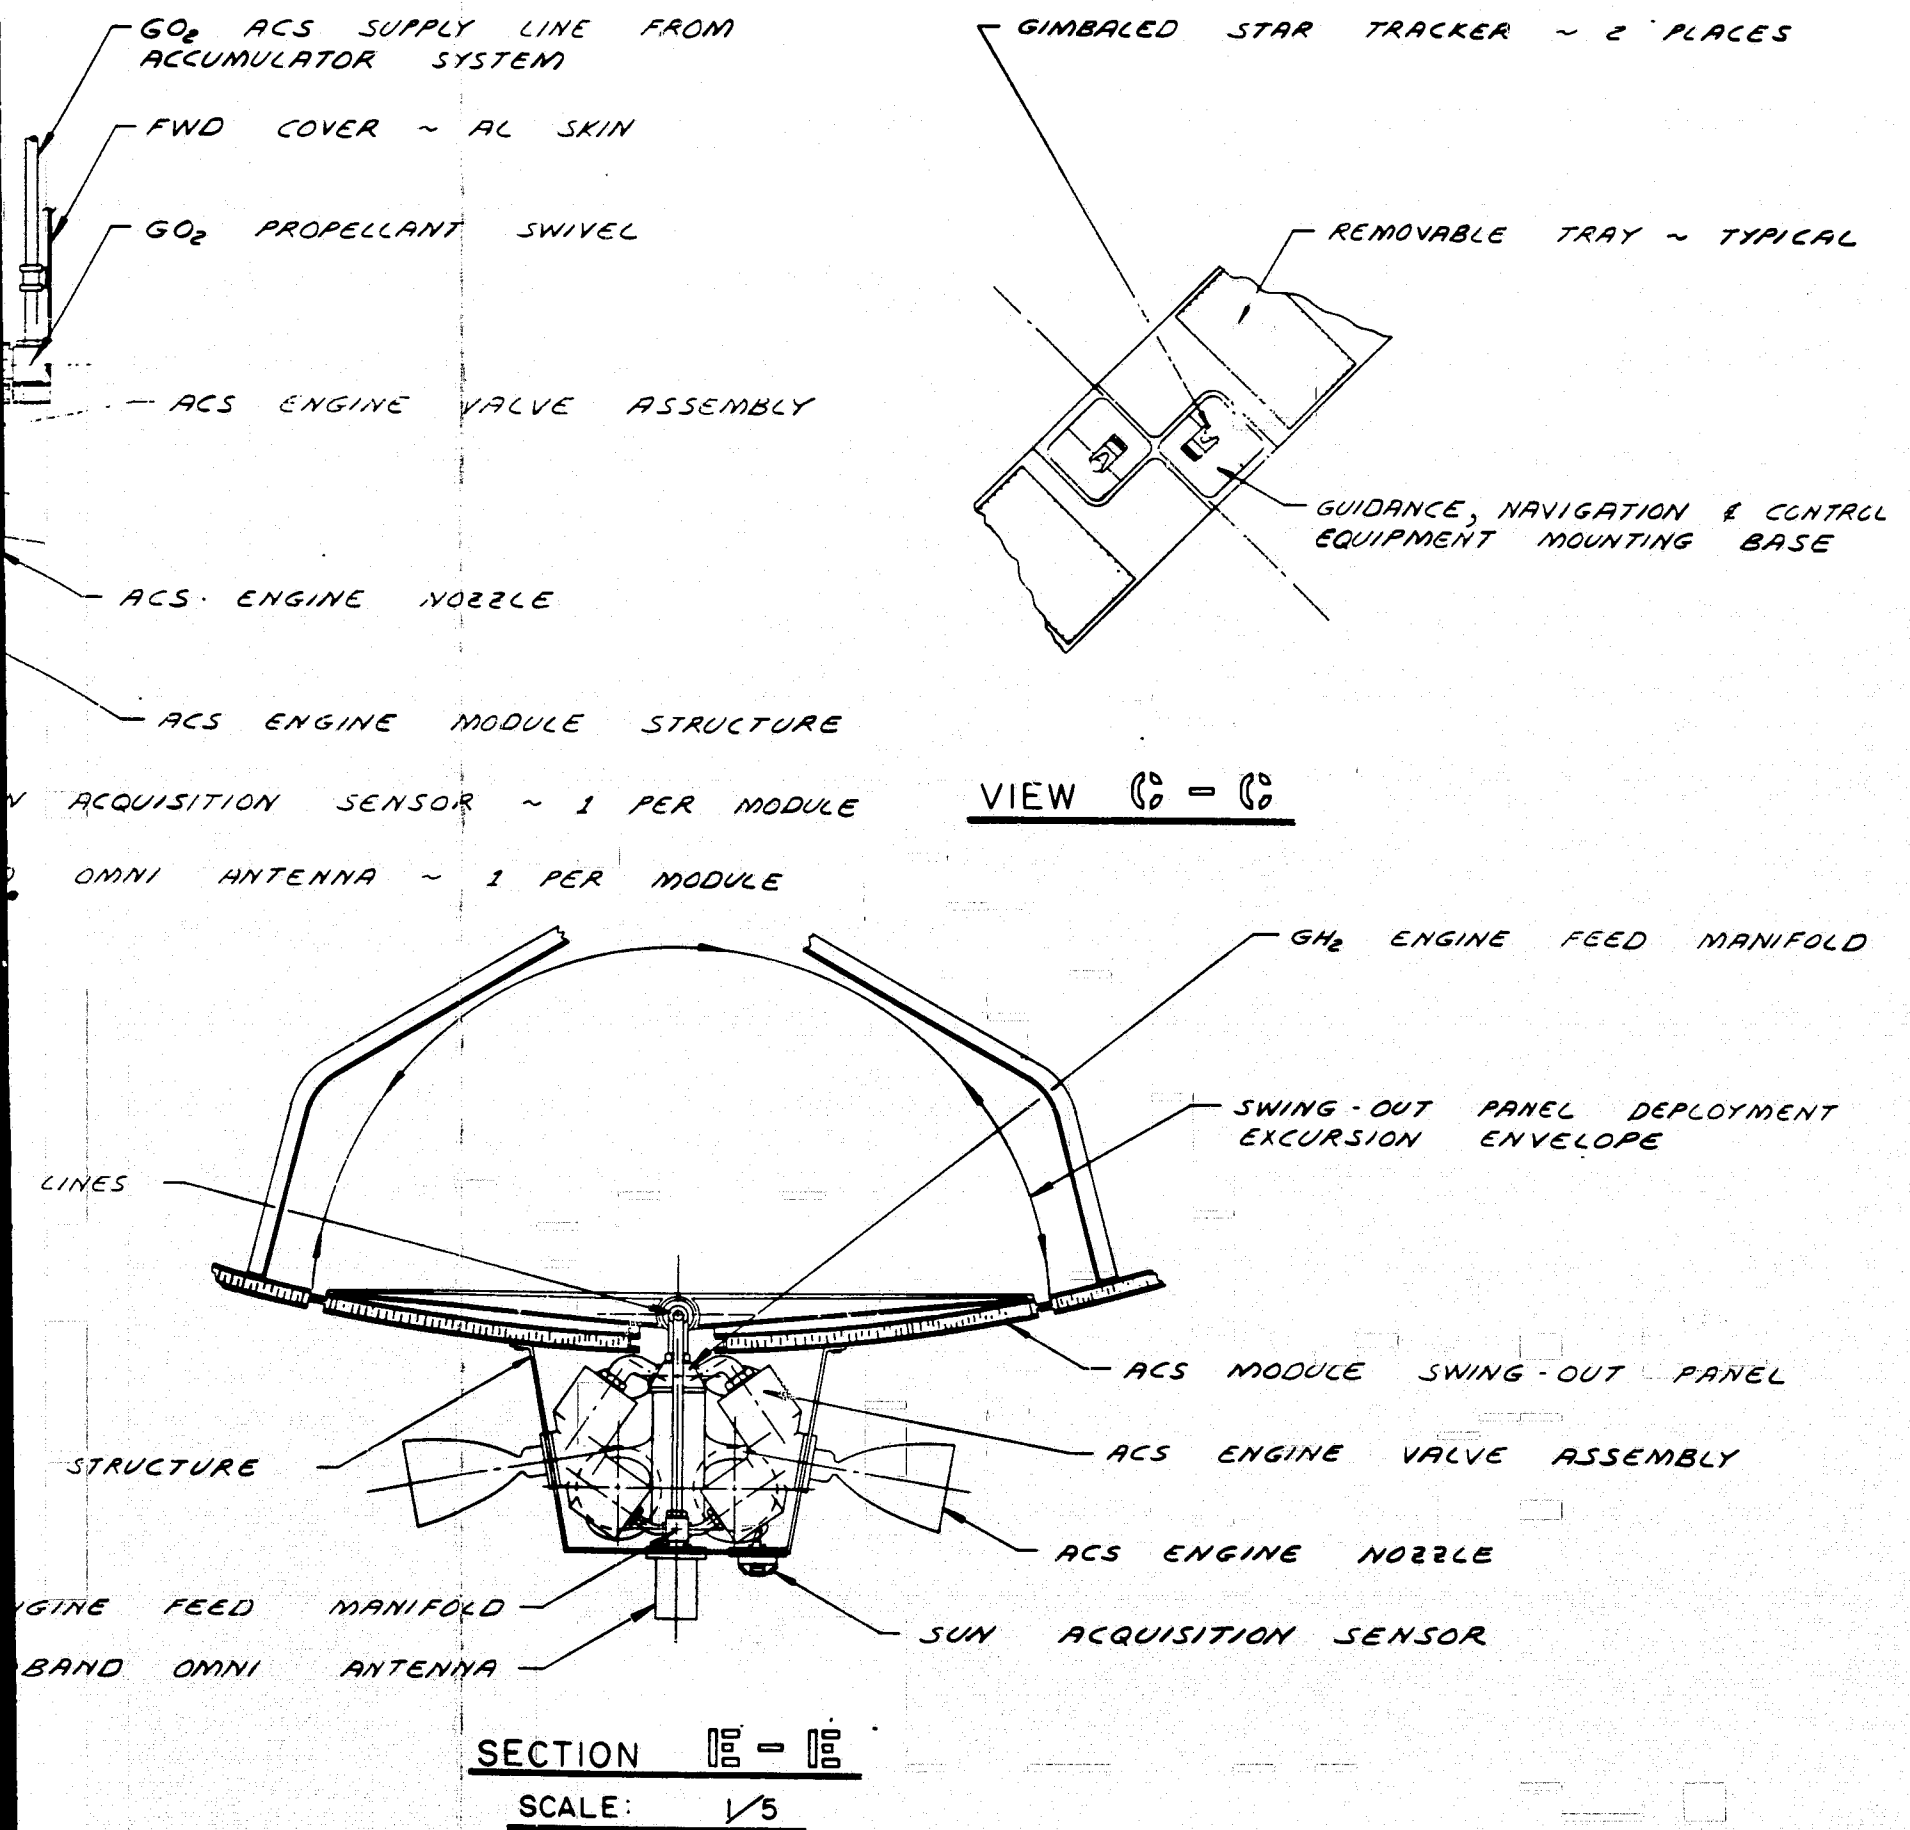 GO₂ ACS SUPPLY LINE FROM
ACCUMULATOR SYSTEM
FWD COVER ~ AL SKIN
GO₂ PROPELLANT SWIVEL
ACS ENGINE VALVE ASSEMBLY
ACS ENGINE NOZZLE
ACS ENGINE MODULE STRUCTURE
ACQUISITION SENSOR ~ 1 PER MODULE
OMNI ANTENNA ~ 1 PER MODULE
GIMBALED STAR TRACKER ~ 2 PLACES
REMOVABLE TRAY ~ TYPICAL
GUIDANCE, NAVIGATION & CONTROL
EQUIPMENT MOUNTING BASE
VIEW C-C
GH₂ ENGINE FEED MANIFOLD
SWING-OUT PANEL DEPLOYMENT
EXCURSION ENVELOPE
LINES
ACS MODULE SWING-OUT PANEL
STRUCTURE
ACS ENGINE VALVE ASSEMBLY
ACS ENGINE NOZZLE
GINE FEED MANIFOLD
SUN ACQUISITION SENSOR
BAND OMNI ANTENNA
SECTION E-E
SCALE: 1/5